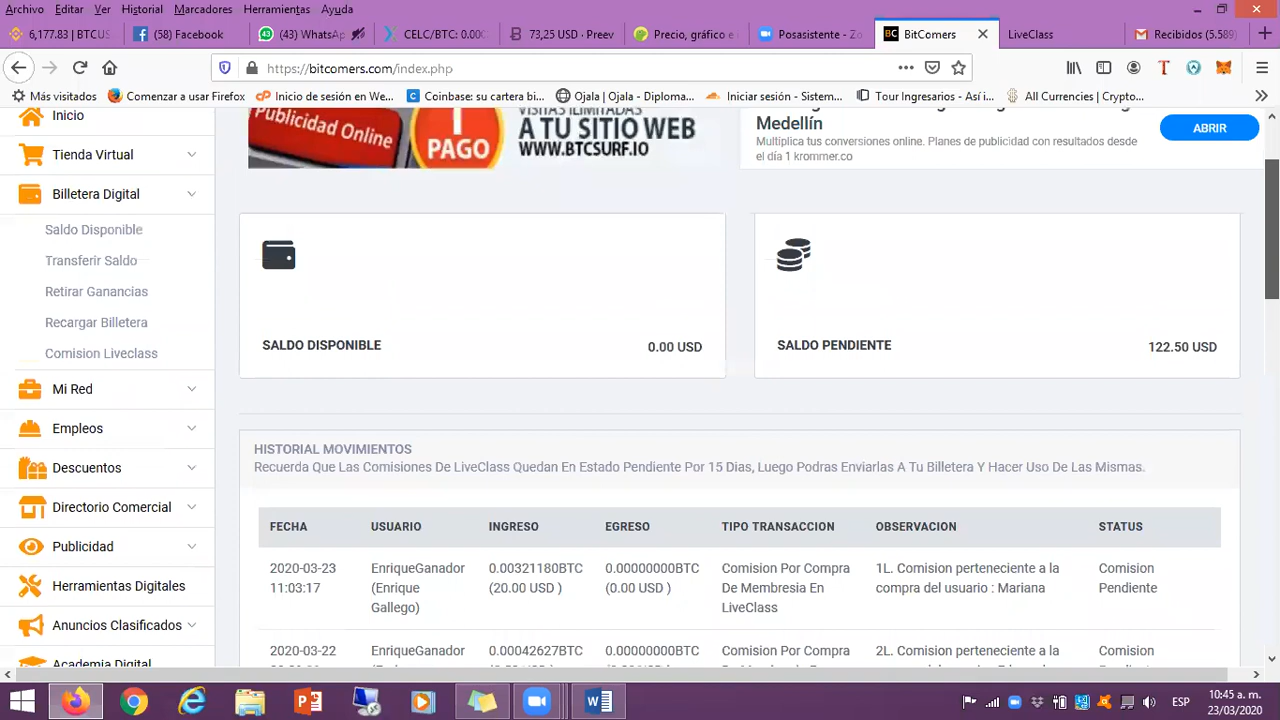 Archivo Editar Ver Historial Marcadores Herramientas Ayuda
6,177.83 | BTCUS (58) Facebook (43) WhatsApp CELC/BTC: 0.00 73,25 USD · Preev Precio, gráfico e Posasistente - Zo BitComers LiveClass Recibidos (5.589)
https://bitcomers.com/index.php
Más visitados Comenzar a usar Firefox Inicio de sesión en We... Coinbase: su cartera bi... Ojala | Ojala - Diploma... Iniciar sesión - Sistem... Tour Ingresarios - Así i... All Currencies | Crypto...
Inicio
Tienda Virtual
Billetera Digital
Saldo Disponible
Transferir Saldo
Retirar Ganancias
Recargar Billetera
Comision Liveclass
Mi Red
Empleos
Descuentos
Directorio Comercial
Publicidad
Herramientas Digitales
Anuncios Clasificados
Academia Digital
Publicidad Online
1
PAGO
VISITAS ILIMITADAS
A TU SITIO WEB
WWW.BTCSURF.IO
Medellín
Multiplica tus conversiones online. Planes de publicidad con resultados desde
el día 1 krommer.co
ABRIR
SALDO DISPONIBLE 0.00 USD
SALDO PENDIENTE 122.50 USD
HISTORIAL MOVIMIENTOS
Recuerda Que Las Comisiones De LiveClass Quedan En Estado Pendiente Por 15 Dias, Luego Podras Enviarlas A Tu Billetera Y Hacer Uso De Las Mismas.
FECHA USUARIO INGRESO EGRESO TIPO TRANSACCION OBSERVACION STATUS
2020-03-23 EnriqueGanador 0.00321180BTC 0.00000000BTC Comision Por Compra 1L. Comision perteneciente a la Comision
11:03:17 (Enrique (20.00 USD ) (0.00 USD ) De Membresia En compra del usuario : Mariana Pendiente
Gallego) LiveClass
2020-03-22 EnriqueGanador 0.00042627BTC 0.00000000BTC Comision Por Compra 2L. Comision perteneciente a la Comision
ESP
10:45 a. m.
23/03/2020